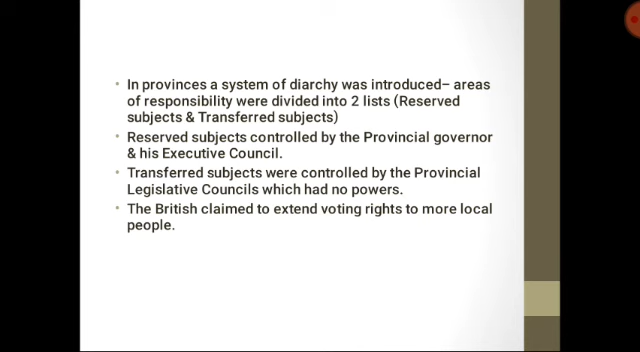 • In provinces a system of diarchy was introduced– areas
of responsibility were divided into 2 lists (Reserved
subjects & Transferred subjects)
• Reserved subjects controlled by the Provincial governor
& his Executive Council.
• Transferred subjects were controlled by the Provincial
Legislative Councils which had no powers.
• The British claimed to extend voting rights to more local
people.